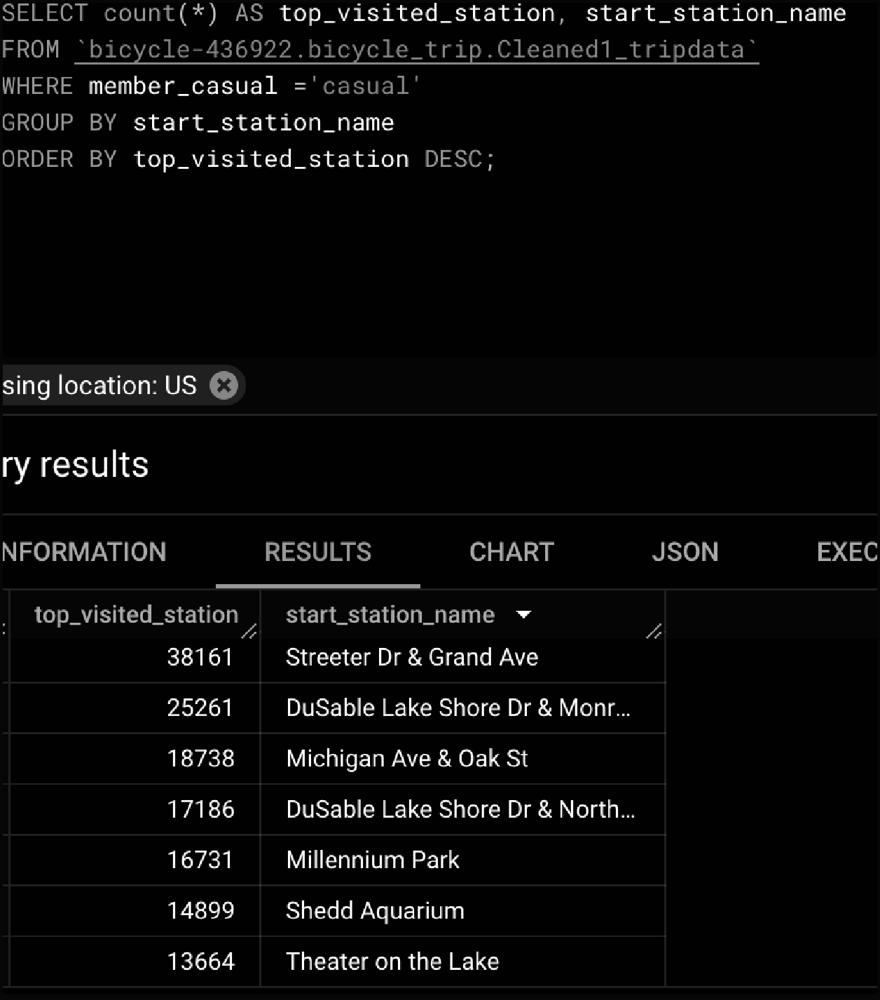 SELECT count(*) AS top_visited_station, start_station_name
FROM `bicycle-436922.bicycle_trip.Cleaned1_tripdata`
WHERE member_casual ='casual'
GROUP BY start_station_name
ORDER BY top_visited_station DESC;
sing location: US
ry results
NFORMATION RESULTS CHART JSON EXEC
top_visited_station start_station_name
38161 Streeter Dr & Grand Ave
25261 DuSable Lake Shore Dr & Monr...
18738 Michigan Ave & Oak St
17186 DuSable Lake Shore Dr & North...
16731 Millennium Park
14899 Shedd Aquarium
13664 Theater on the Lake